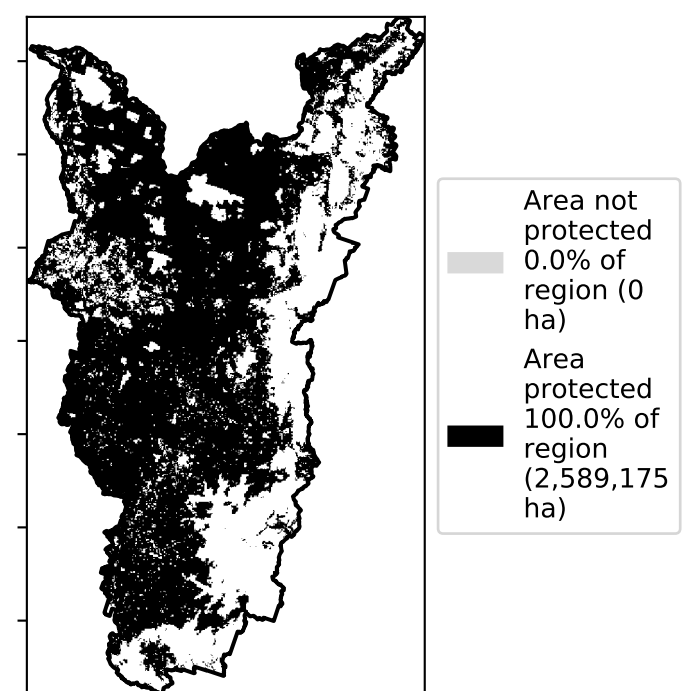 Area not
protected
0.0% of
region (0
ha)
Area
protected
100.0% of
region
(2,589,175
ha)